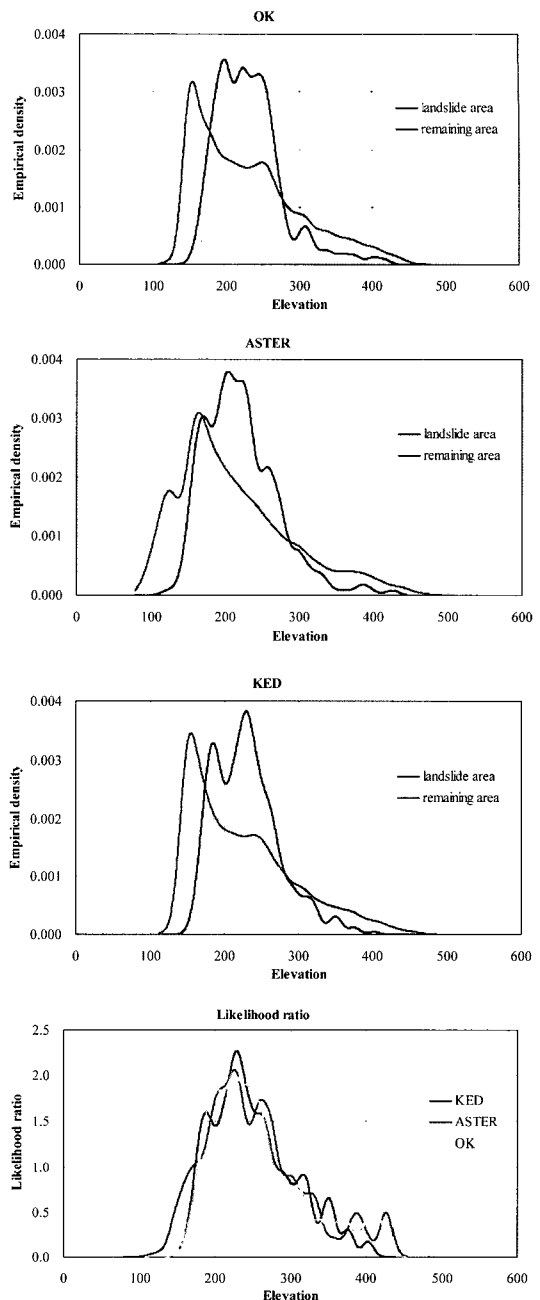 OK
Empirical density
0.004
0.003
0.002
0.001
0.000
landslide area
remaining area
0 100 200 300 400 500 600
Elevation
ASTER
Empirical density
0.004
0.003
0.002
0.001
0.000
landslide area
remaining area
0 100 200 300 400 500 600
Elevation
KED
Empirical density
0.004
0.003
0.002
0.001
0.000
landslide area
remaining area
0 100 200 300 400 500 600
Elevation
Likelihood ratio
Likelihood ratio
2.5
2.0
1.5
1.0
0.5
0.0
KED
ASTER
OK
0 100 200 300 400 500 600
Elevation